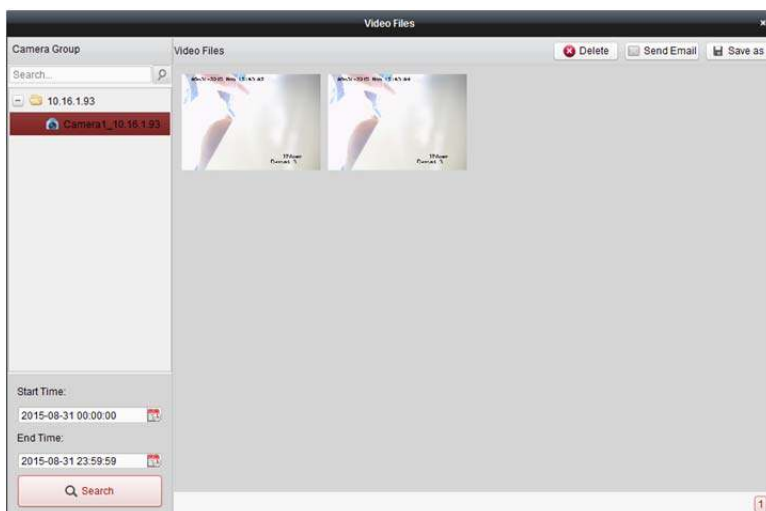 Video Files
×
Camera Group
Video Files
Delete
Send Email
Save as
Search...
10.16.1.93
Camera1_10.16.1.93
Start Time:
2015-08-31 00:00:00
End Time:
2015-08-31 23:59:59
Search
1